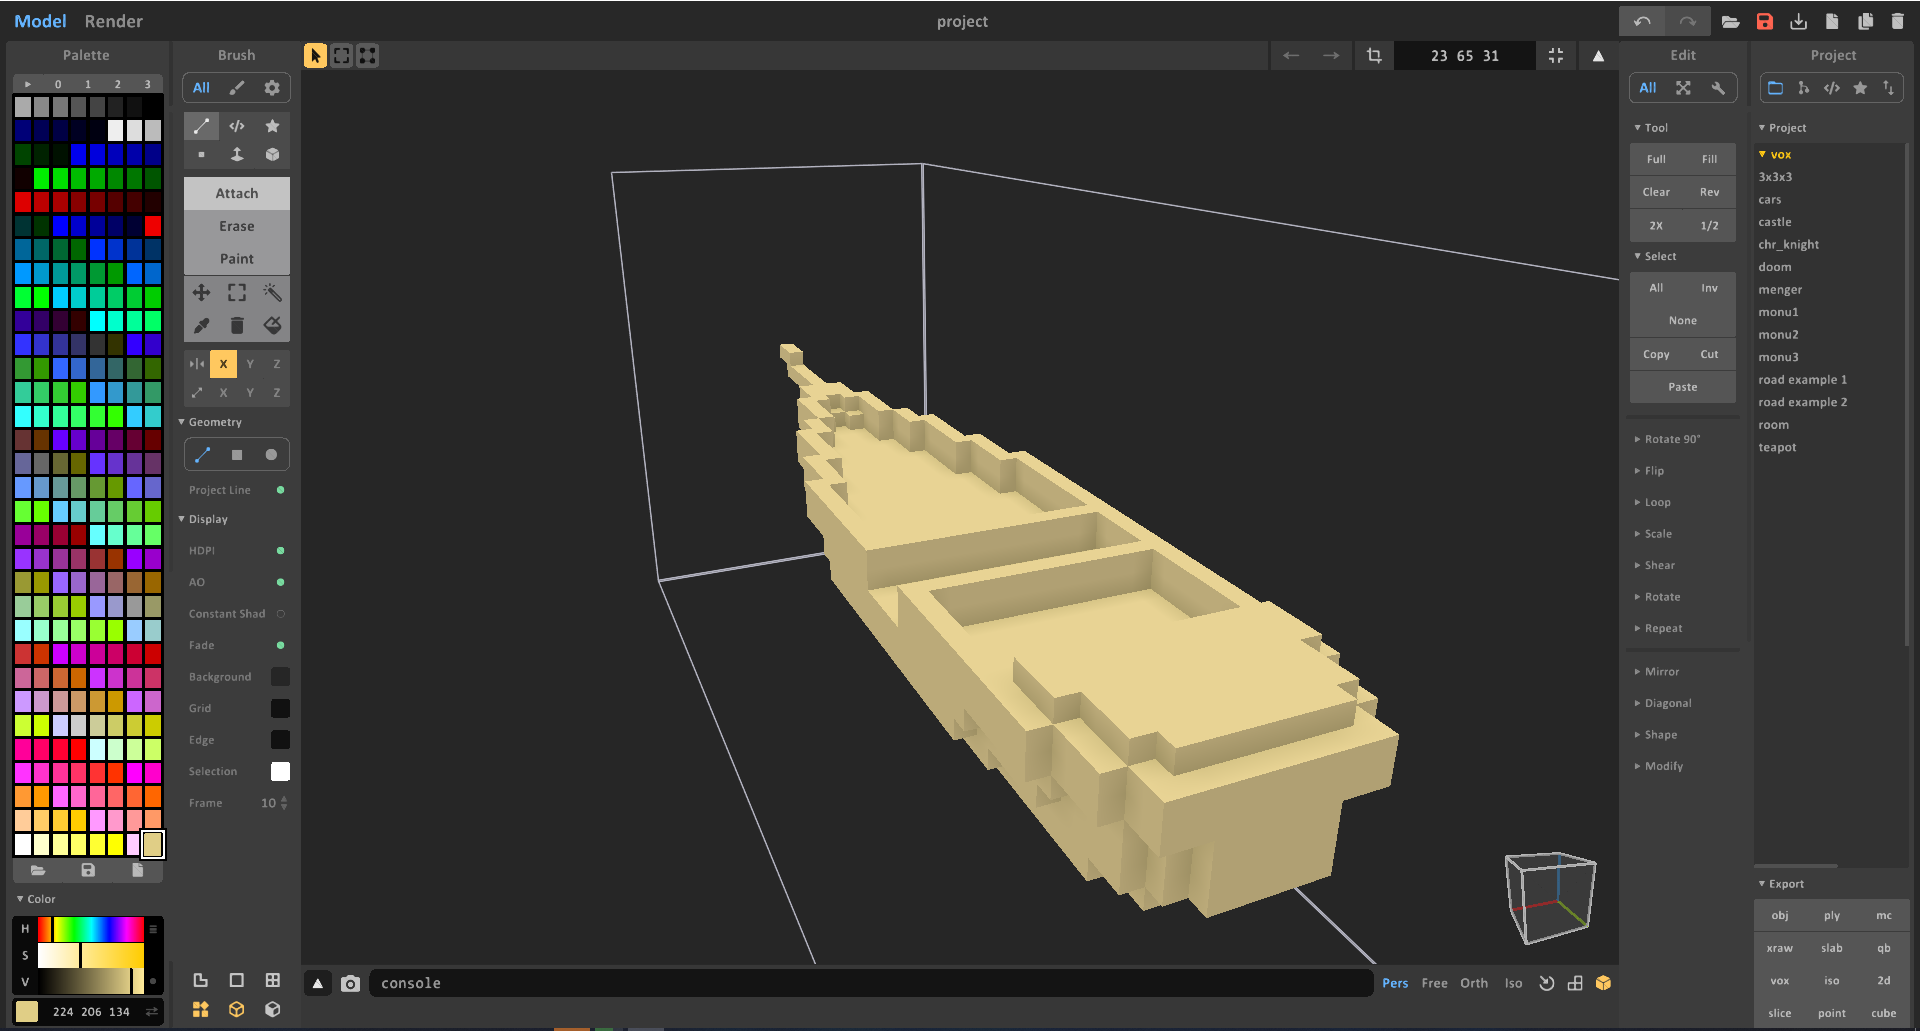 Model Render project
Palette Brush 23 65 31 Edit Project
0 1 2 3
All
All
Tool
Project
Full Fill
vox
Clear Rev
3x3x3
2X 1/2
cars
castle
Select
chr_knight
All Inv
doom
None
menger
Copy Cut
monu1
Paste
monu2
monu3
road example 1
road example 2
room
teapot
Attach
Erase
Paint
X Y Z
X Y Z
Geometry
Project Line
Display
HDPI
AO
Constant Shad
Fade
Background
Grid
Edge
Selection
Frame 10
Rotate 90°
Flip
Loop
Scale
Shear
Rotate
Repeat
Mirror
Diagonal
Shape
Modify
Color
H
S
V
224 206 134
console
Pers Free Orth Iso
Export
obj ply mc
xraw slab qb
vox iso 2d
slice point cube